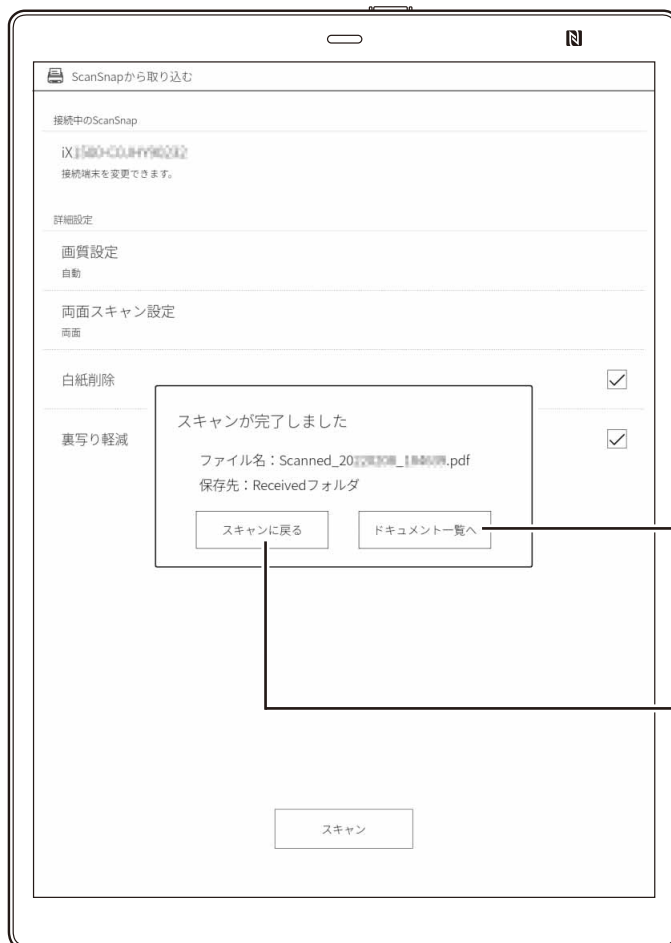 ScanSnapから取り込む
接続中のScanSnap
iX
接続端末を変更できます。
詳細設定
画質設定
自動
両面スキャン設定
両面
白紙削除
裏写り軽減
スキャンが完了しました
ファイル名：Scanned_20 .pdf
保存先：Receivedフォルダ
スキャンに戻る
ドキュメント一覧へ
スキャン